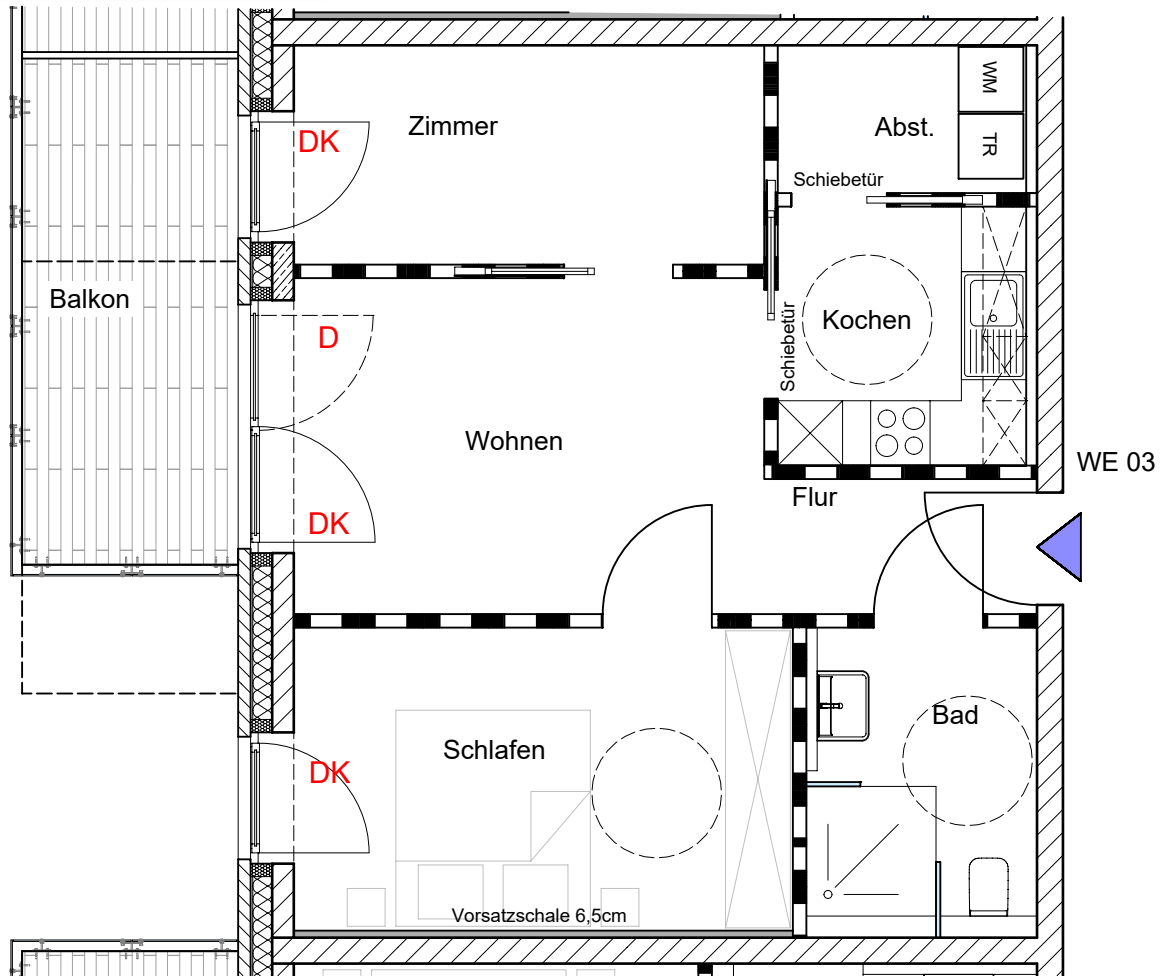 WM
Zimmer
DK
Abst.
TR
Schiebetür
Balkon
Kochen
D
Schiebetür
Wohnen
WE 03
Flur
DK
Bad
Schlafen
DK
Vorsatzschale 6,5cm